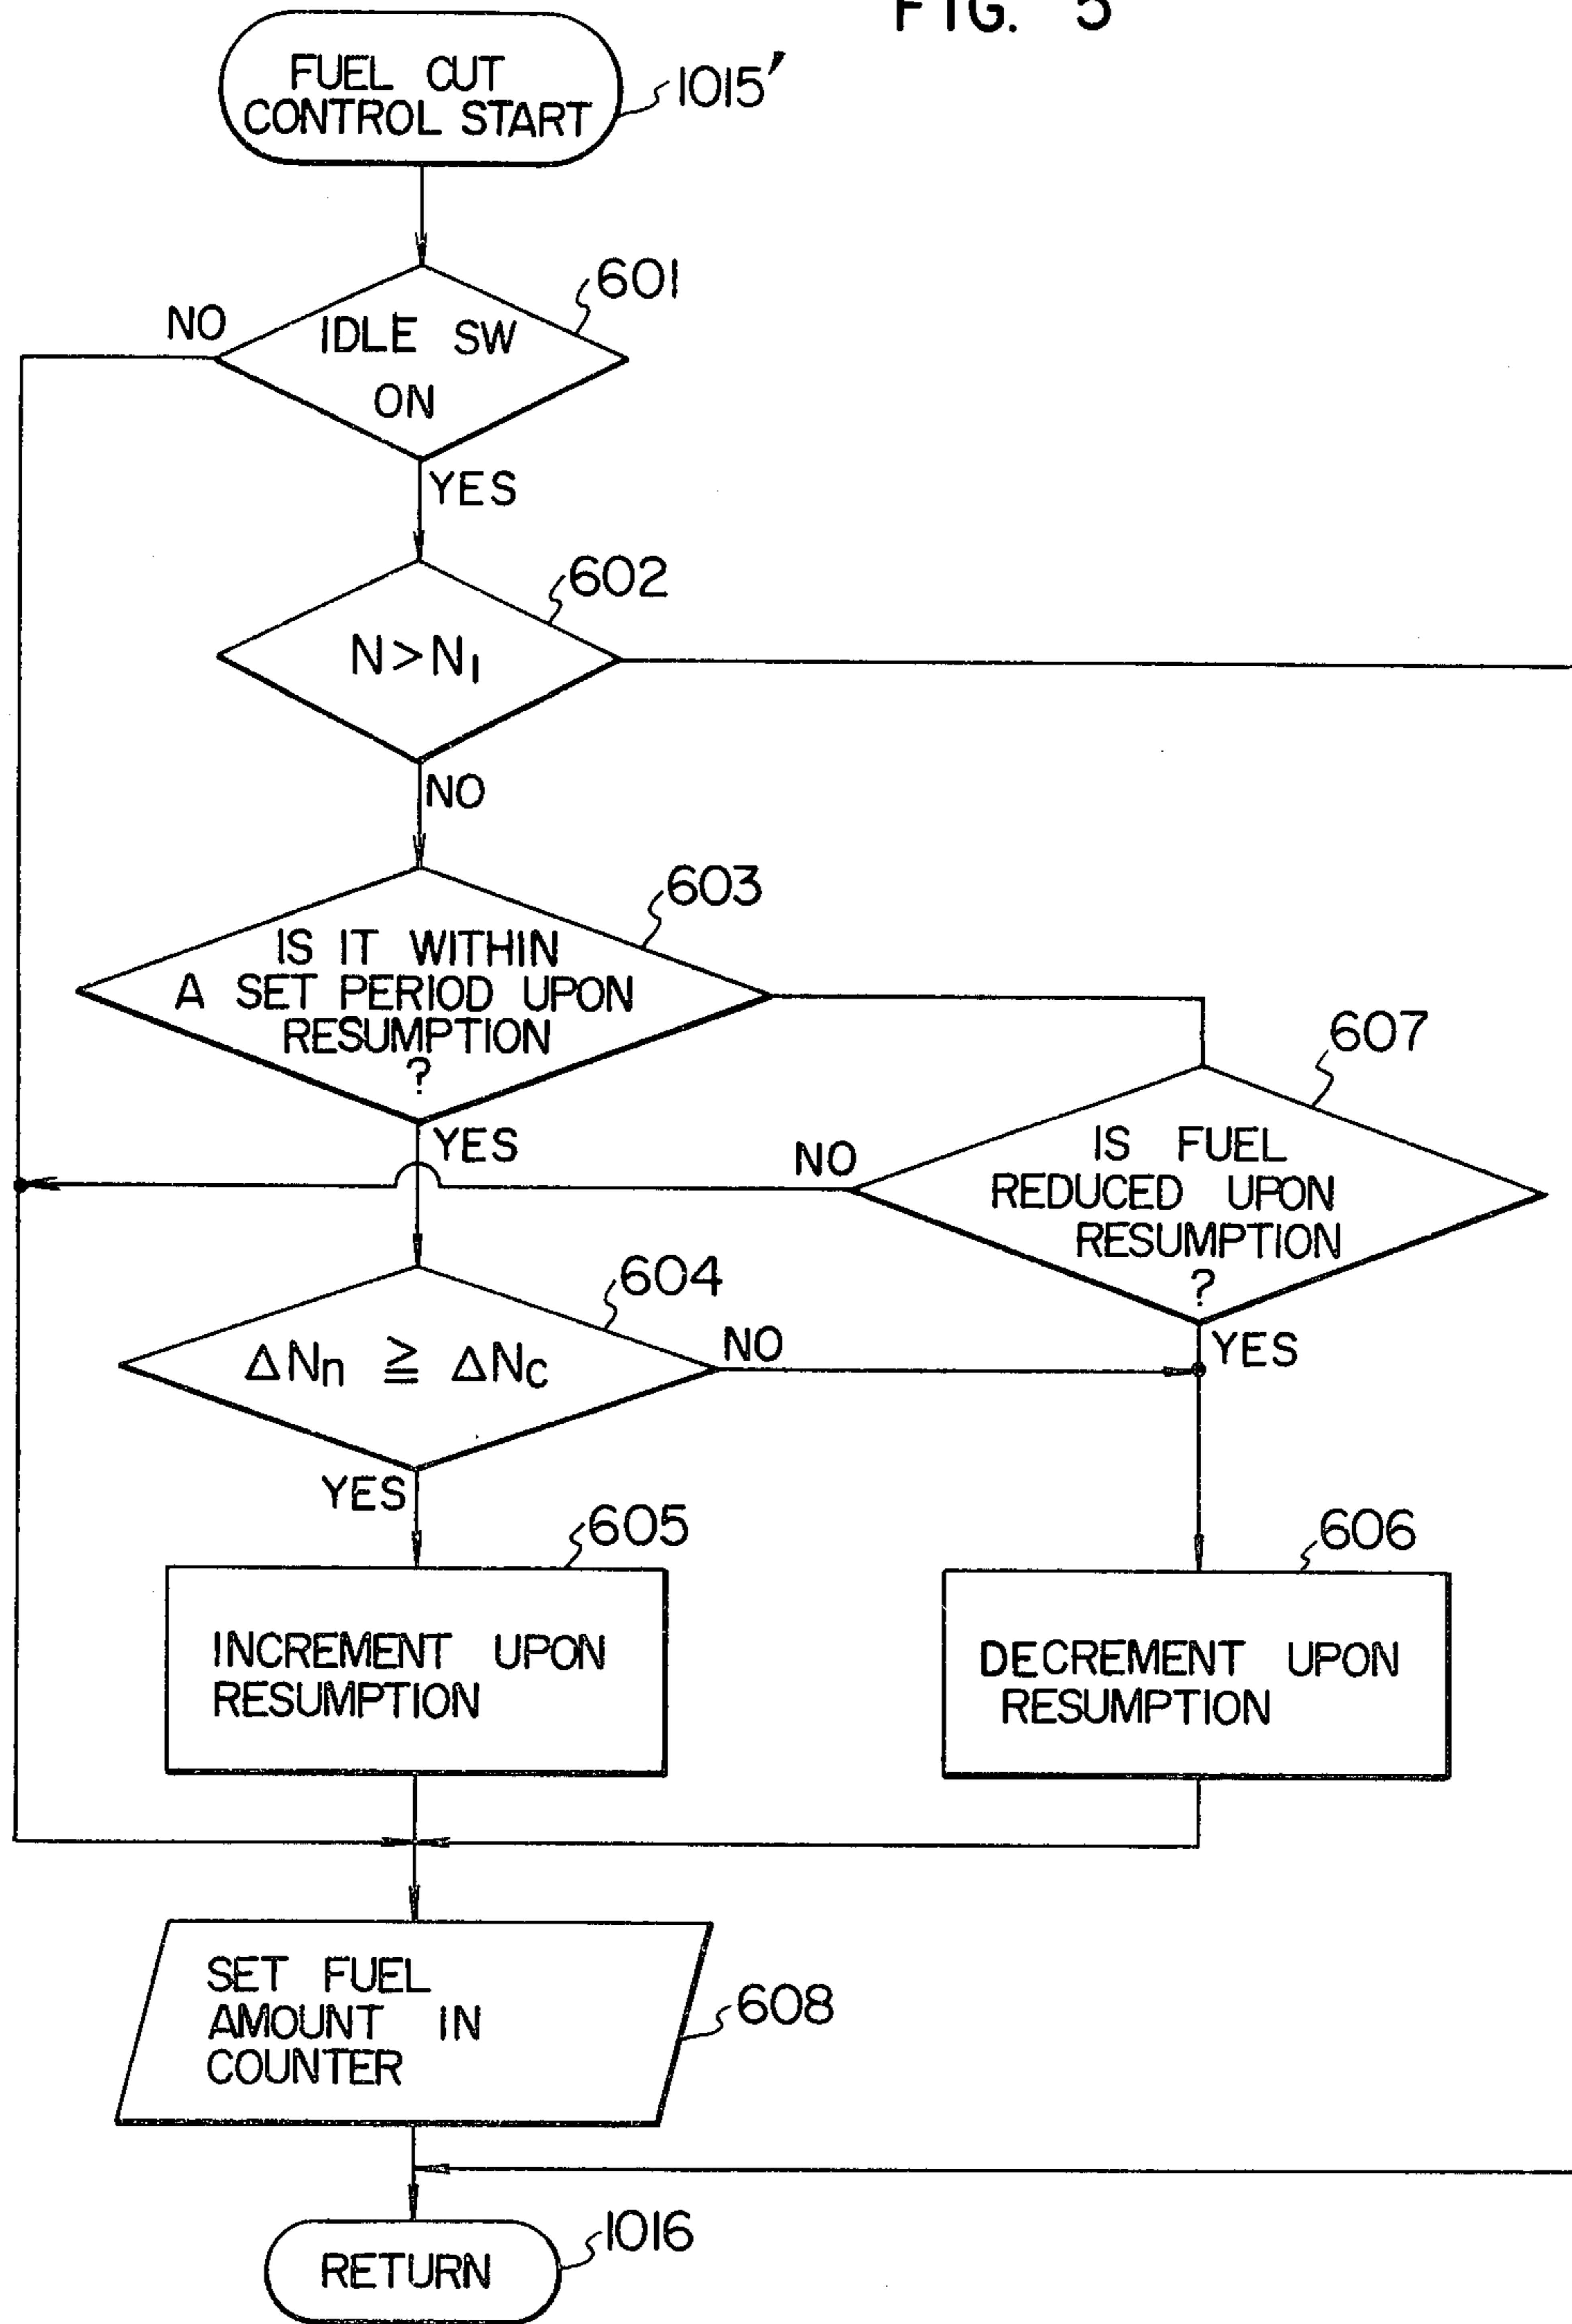 FIG. 5
FUEL CUT
CONTROL START
1015'
601
NO
IDLE SW
ON
YES
602
N>N₁
NO
603
IS IT WITHIN
A SET PERIOD UPON
RESUMPTION
?
607
YES
NO
IS FUEL
REDUCED UPON
RESUMPTION
?
604
NO
YES
ΔNn ≧ ΔNc
YES
605
606
INCREMENT UPON
RESUMPTION
DECREMENT UPON
RESUMPTION
SET FUEL
AMOUNT IN
COUNTER
608
1016
RETURN